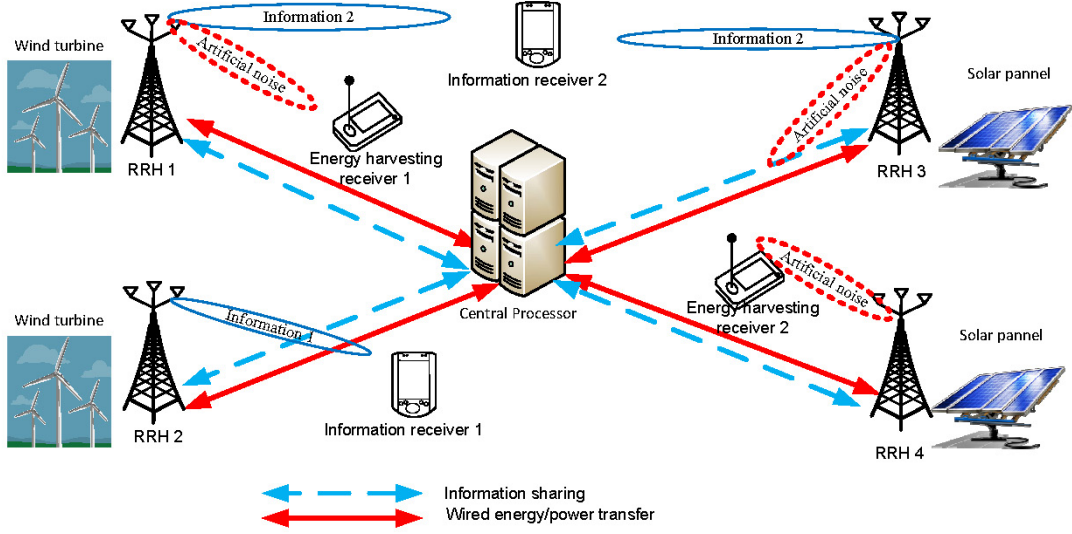 Information 2
Wind turbine
Artificial noise
RRH 1
Information receiver 2
Information 2
Artificial noise
Solar pannel
RRH 3
Energy harvesting
receiver 1
Central Processor
Wind turbine
Information 1
RRH 2
Information receiver 1
Artificial noise
Energy harvesting
receiver 2
Solar pannel
RRH 4
Information sharing
Wired energy/power transfer